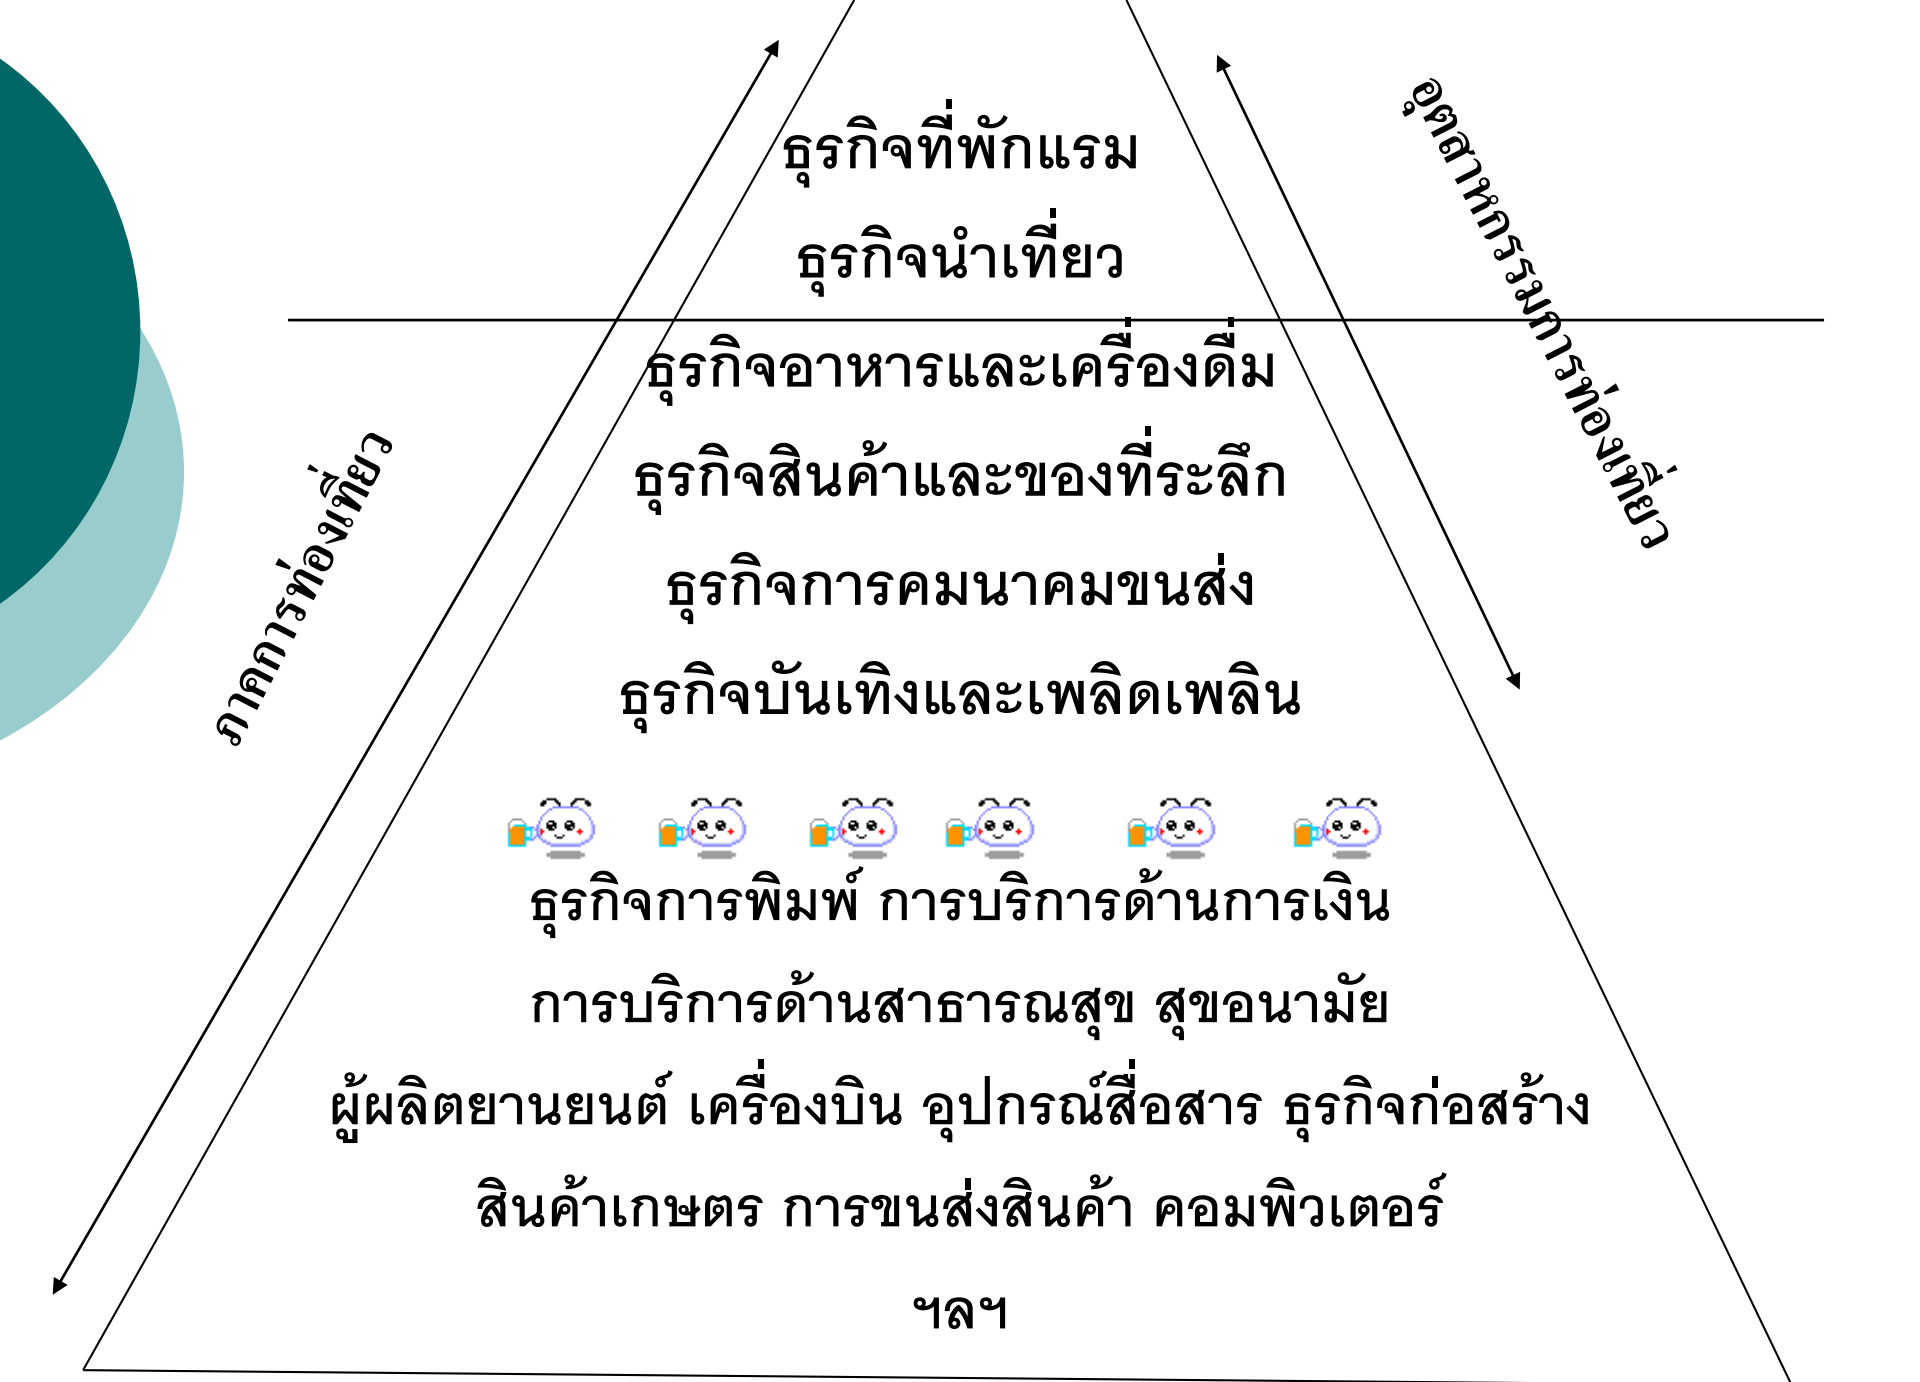 ธุรกิจที่พักแรม
ธุรกิจนำเที่ยว
ธุรกิจอาหารและเครื่องดื่ม
ธุรกิจสินค้าและของที่ระลึก
ธุรกิจการคมนาคมขนส่ง
ธุรกิจบันเทิงและเพลิดเพลิน
ธุรกิจการพิมพ์ การบริการด้านการเงิน
การบริการด้านสาธารณสุข สุขอนามัย
ผู้ผลิตยานยนต์ เครื่องบิน อุปกรณ์สื่อสาร ธุรกิจก่อสร้าง
สินค้าเกษตร การขนส่งสินค้า คอมพิวเตอร์
ฯลฯ
ภาคการท่องเที่ยว
อุตสาหกรรมการท่องเที่ยว